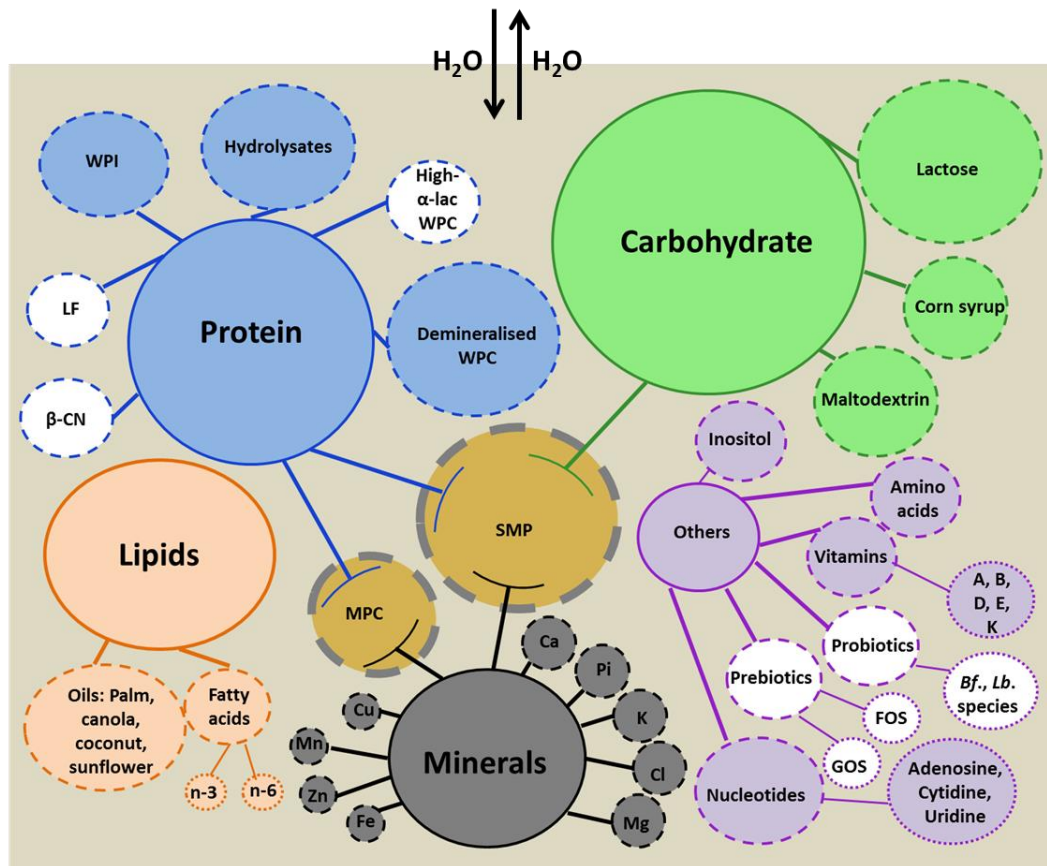 H₂O
H₂O
WPI
Hydrolysates
High-
α-lac
WPC
LF
Protein
Demineralised
WPC
β-CN
Carbohydrate
Lactose
Corn syrup
Maltodextrin
Lipids
Oils: Palm,
canola,
coconut,
sunflower
Fatty
acids
n-3
n-6
SMP
MPC
Minerals
Ca
Pi
K
Cl
Mg
Cu
Mn
Zn
Fe
Inositol
Others
Amino
acids
Vitamins
A, B,
D, E,
K
Probiotics
Bf., Lb.
species
Prebiotics
FOS
GOS
Nucleotides
Adenosine,
Cytidine,
Uridine